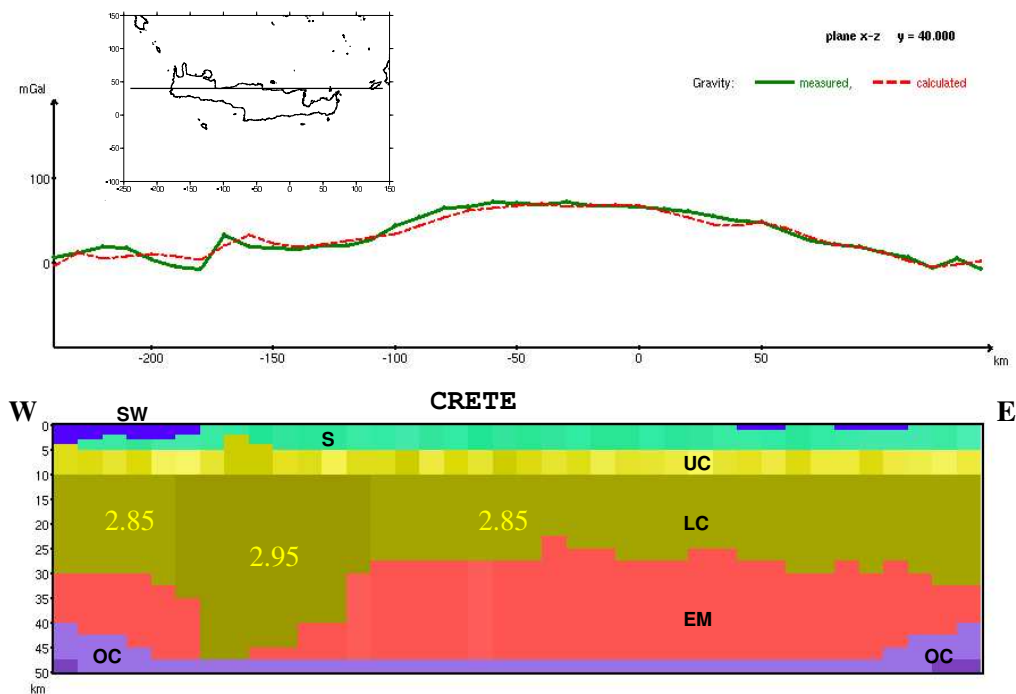 plane x-z y = 40.000
Gravity: measured, calculated
mGal
100
0
150
100
50
0
-50
-100
-250 -200 -150 -100 -50 0 50 100 150
-200 -150 -100 -50 0 50
km
W CRETE E
SW
S
UC
2.85 2.85 LC
2.95
EM
OC OC
0
5
10
15
20
25
30
35
40
45
50
km